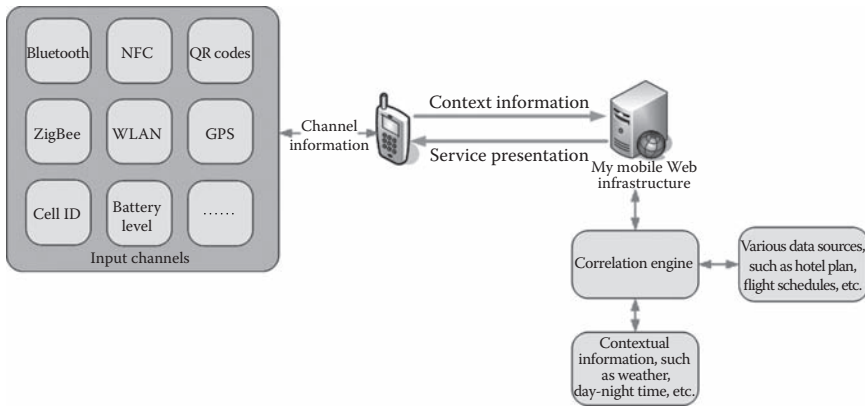 Bluetooth
NFC
QR codes
ZigBee
WLAN
GPS
Cell ID
Battery
level
......
Input channels
Channel
information
Context information
Service presentation
My mobile Web
infrastructure
Correlation engine
Various data sources,
such as hotel plan,
flight schedules, etc.
Contextual
information, such
as weather,
day-night time, etc.